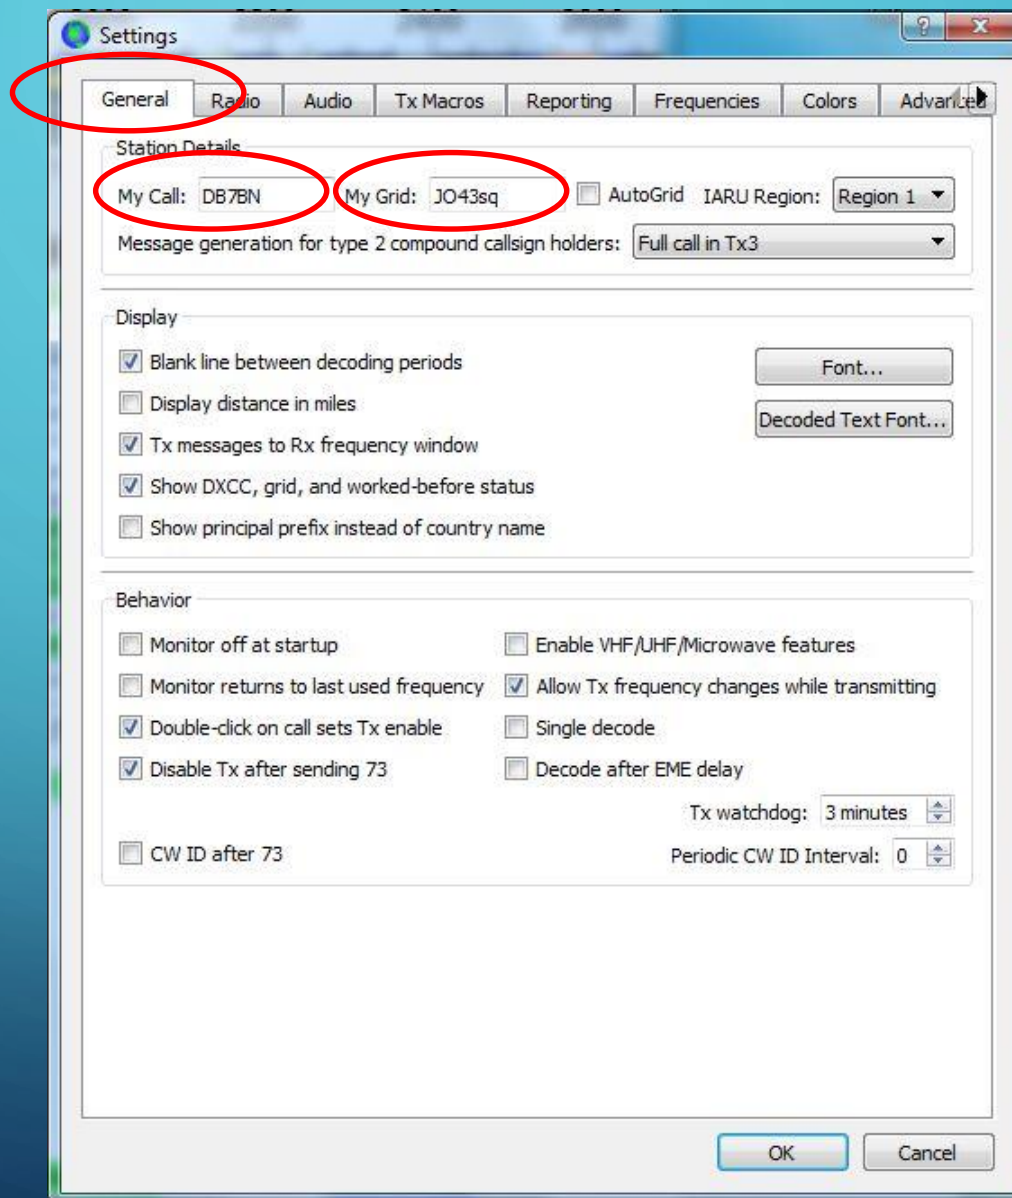 Settings
General Radio Audio Tx Macros Reporting Frequencies Colors Advanced
Station Details
My Call: DB7BN My Grid: JO43sq AutoGrid IARU Region: Region 1
Message generation for type 2 compound callsign holders: Full call in Tx3
Display
Blank line between decoding periods Font...
Display distance in miles
Decoded Text Font...
Tx messages to Rx frequency window
Show DXCC, grid, and worked-before status
Show principal prefix instead of country name
Behavior
Monitor off at startup Enable VHF/UHF/Microwave features
Monitor returns to last used frequency Allow Tx frequency changes while transmitting
Double-click on call sets Tx enable Single decode
Disable Tx after sending 73 Decode after EME delay
Tx watchdog: 3 minutes
CW ID after 73 Periodic CW ID Interval: 0
OK Cancel